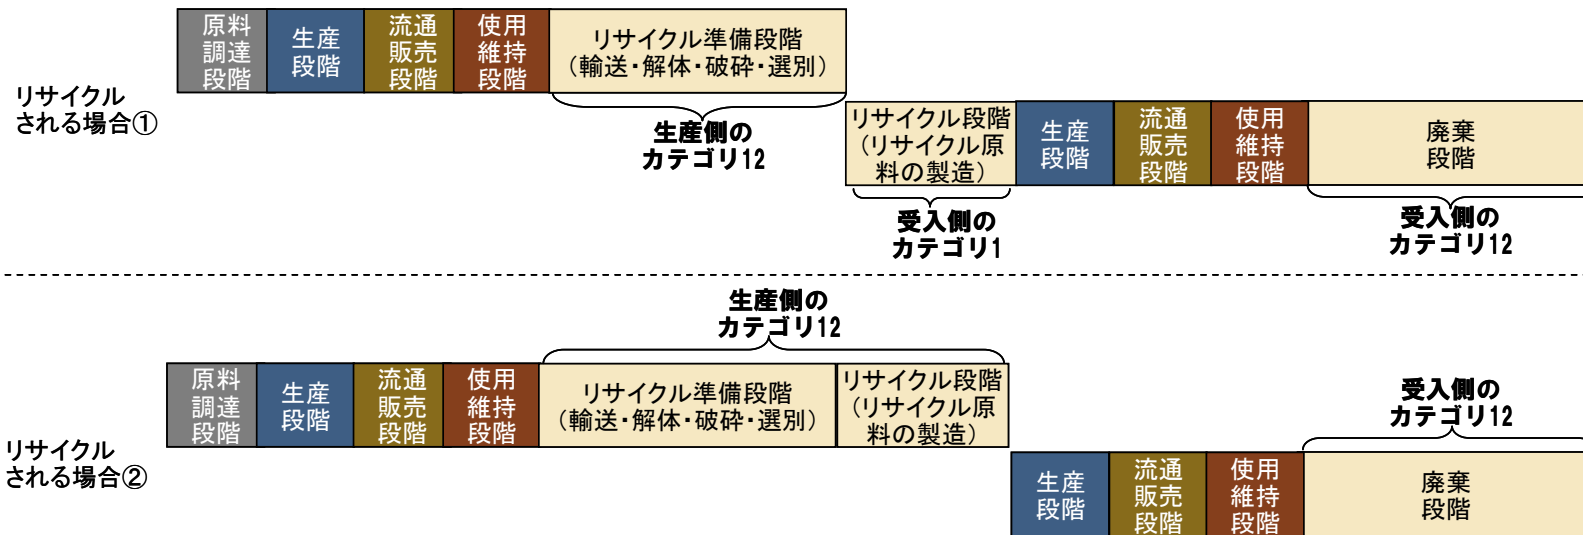 リサイクル
される場合①
原料
調達
段階
生産
段階
流通
販売
段階
使用
維持
段階
リサイクル準備段階
(輸送・解体・破砕・選別)
生産側の
カテゴリ12
リサイクル段階
(リサイクル原
料の製造)
受入側の
カテゴリ1
生産
段階
流通
販売
段階
使用
維持
段階
廃棄
段階
受入側の
カテゴリ12
リサイクル
される場合②
生産側の
カテゴリ12
原料
調達
段階
生産
段階
流通
販売
段階
使用
維持
段階
リサイクル準備段階
(輸送・解体・破砕・選別)
リサイクル段階
(リサイクル原
料の製造)
生産
段階
流通
販売
段階
使用
維持
段階
受入側の
カテゴリ12
廃棄
段階